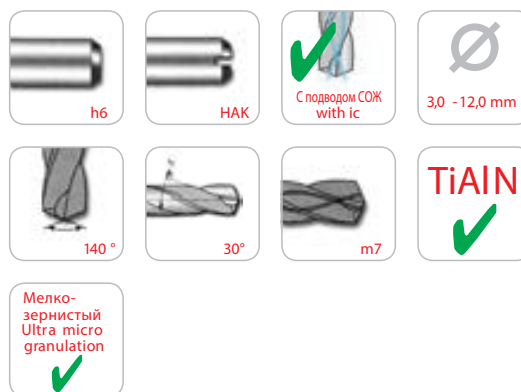 h6
HAK
С подводом СОЖ
with ic
3,0 - 12,0 mm
140 °
30°
m7
TiAlN
Мелко-
зернистый
Ultra micro
granulation